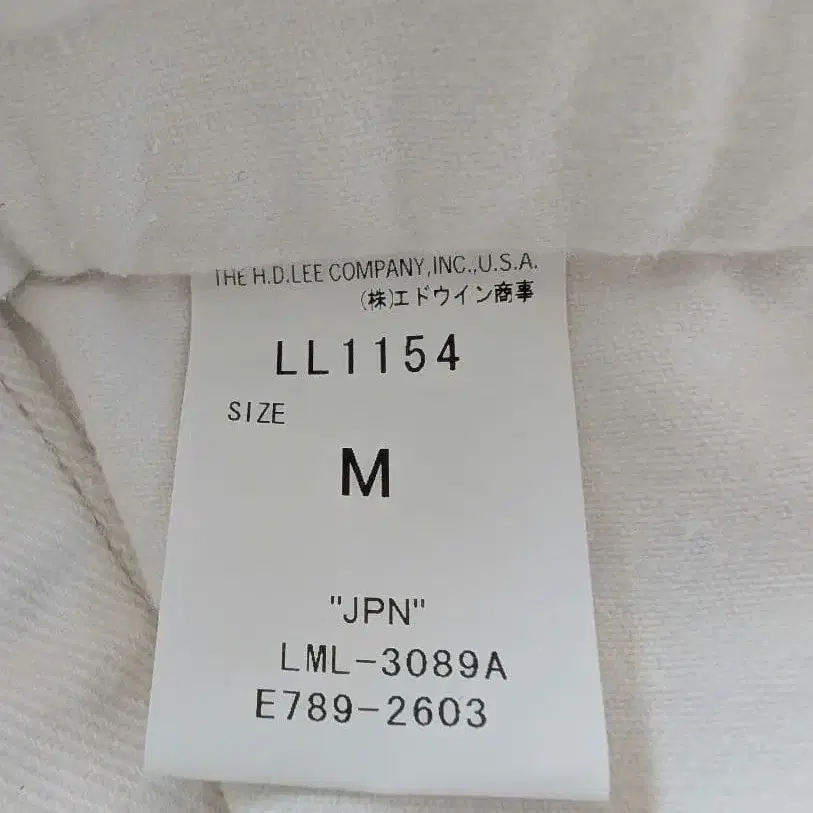 THE H.D.LEE COMPANY,INC.,U.S.A.
(株)エドウイン商事
LL1154
SIZE
M
"JPN"
LML-3089A
E789-2603